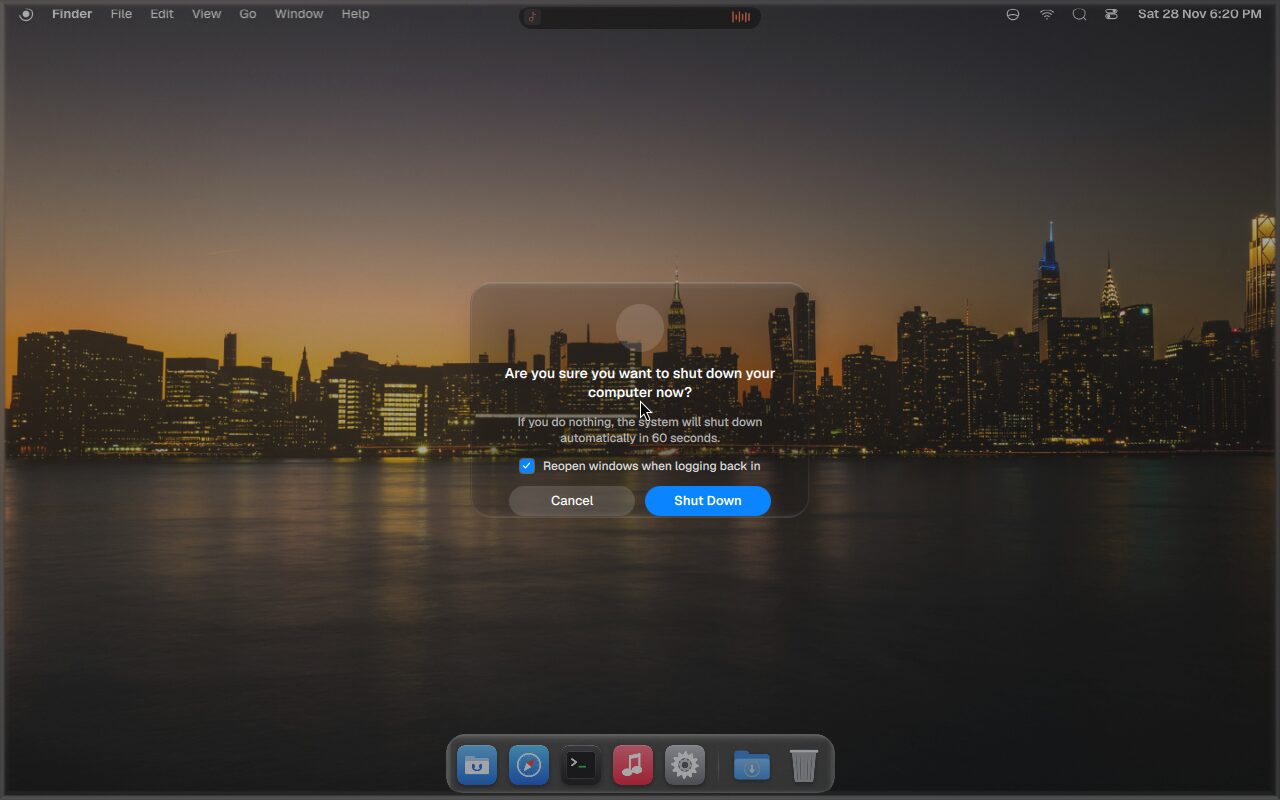 Finder File Edit View Go Window Help
Sat 28 Nov 6:20 PM
Are you sure you want to shut down your
computer now?
If you do nothing, the system will shut down
automatically in 60 seconds.
Reopen windows when logging back in
Cancel
Shut Down